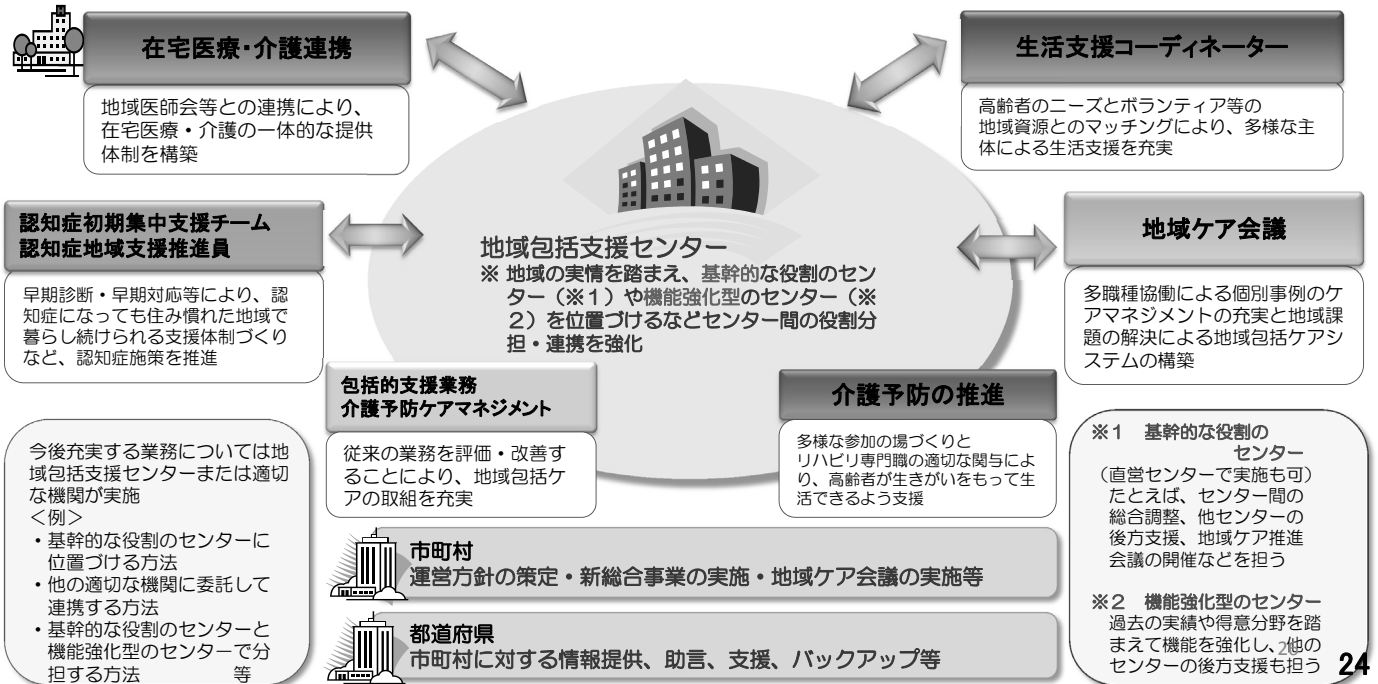 在宅医療・介護連携
地域医師会等との連携により、
在宅医療・介護の一体的な提供
体制を構築
生活支援コーディネーター
高齢者のニーズとボランティア等の
地域資源とのマッチングにより、多様な主
体による生活支援を充実
認知症初期集中支援チーム
認知症地域支援推進員
早期診断・早期対応等により、認
知症になっても住み慣れた地域で
暮らし続けられる支援体制づくり
など、認知症施策を推進
地域包括支援センター
※ 地域の実情を踏まえ、基幹的な役割のセン
ター（※１）や機能強化型のセンター（※
２）を位置づけるなどセンター間の役割分
担・連携を強化
地域ケア会議
多職種協働による個別事例のケ
アマネジメントの充実と地域課
題の解決による地域包括ケアシ
ステムの構築
包括的支援業務
介護予防ケアマネジメント
従来の業務を評価・改善す
ることにより、地域包括ケ
アの取組を充実
介護予防の推進
多様な参加の場づくりと
リハビリ専門職の適切な関与によ
り、高齢者が生きがいをもって生
活できるよう支援
今後充実する業務については地
域包括支援センターまたは適切
な機関が実施
＜例＞
・基幹的な役割のセンターに
位置づける方法
・他の適切な機関に委託して
連携する方法
・基幹的な役割のセンターと
機能強化型のセンターで分
担する方法　　　　　等
市町村
運営方針の策定・新総合事業の実施・地域ケア会議の実施等
都道府県
市町村に対する情報提供、助言、支援、バックアップ等
※１　基幹的な役割の
センター
（直営センターで実施も可）
たとえば、センター間の
総合調整、他センターの
後方支援、地域ケア推進
会議の開催などを担う
※２　機能強化型のセンター
過去の実績や得意分野を踏
まえて機能を強化し、他の
センターの後方支援も担う
24